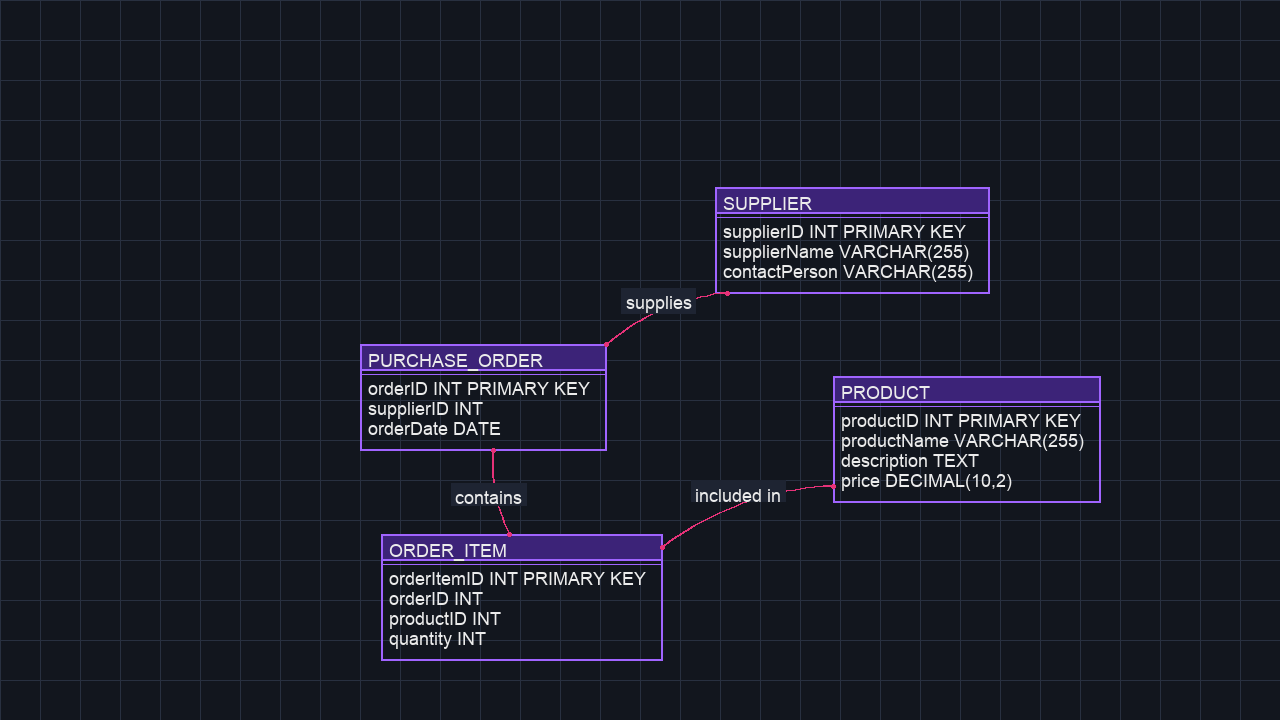 SUPPLIER
supplierID INT PRIMARY KEY
supplierName VARCHAR(255)
contactPerson VARCHAR(255)
supplies
PURCHASE_ORDER
orderID INT PRIMARY KEY
supplierID INT
orderDate DATE
PRODUCT
productID INT PRIMARY KEY
productName VARCHAR(255)
description TEXT
price DECIMAL(10,2)
contains
included in
ORDER_ITEM
orderItemID INT PRIMARY KEY
orderID INT
productID INT
quantity INT